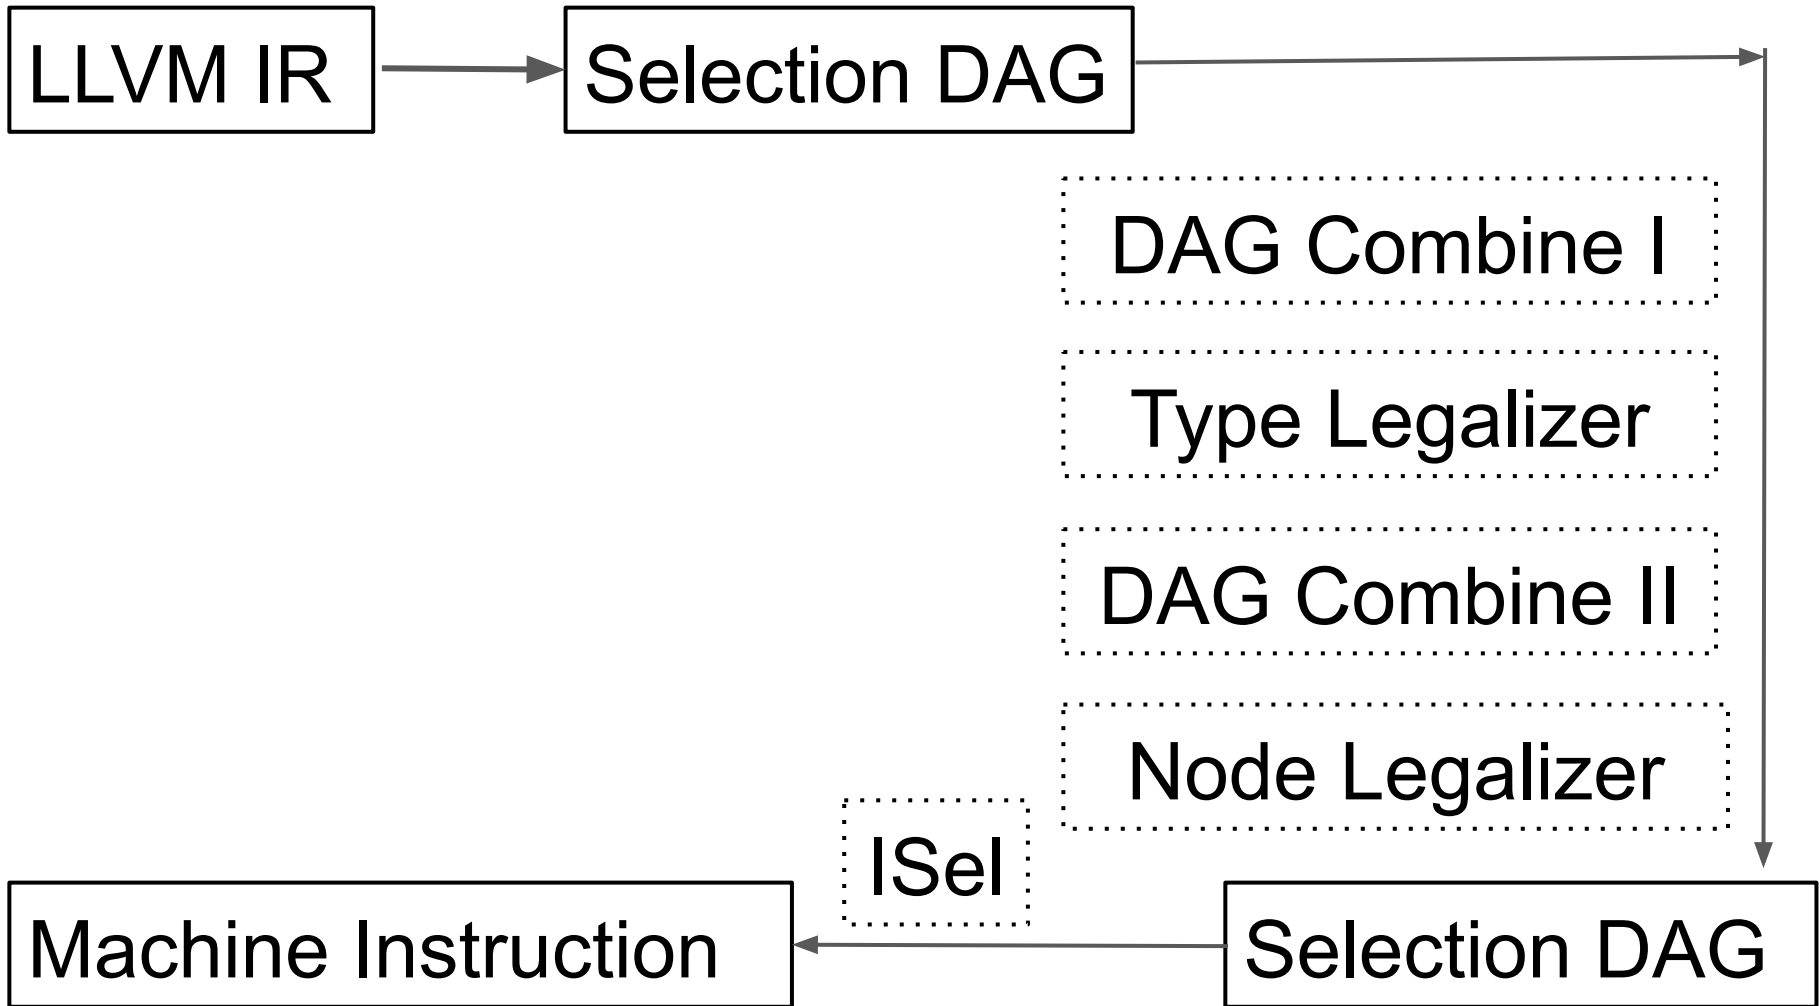 LLVM IR
Selection DAG
DAG Combine I
Type Legalizer
DAG Combine II
Node Legalizer
ISel
Machine Instruction
Selection DAG